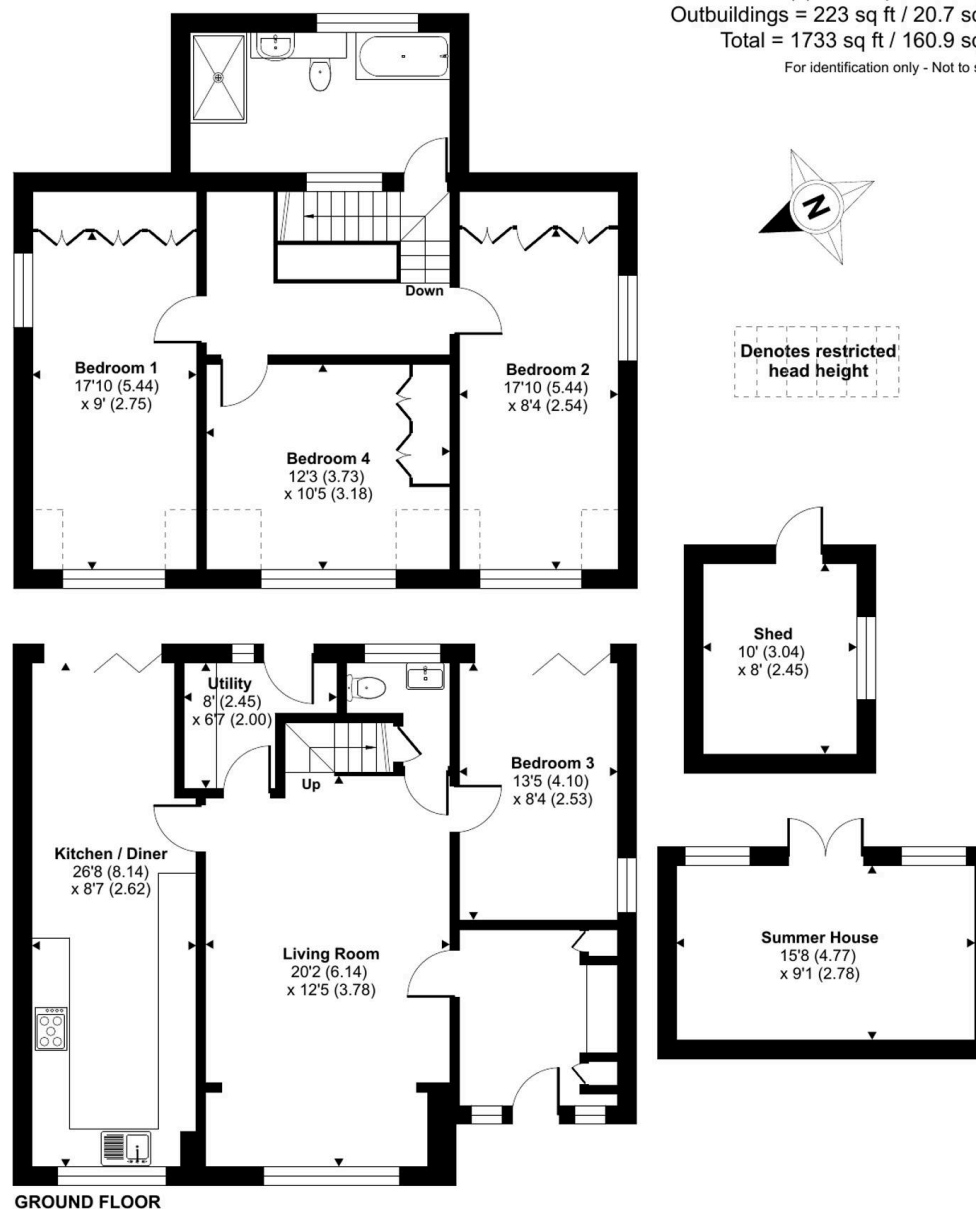 Outbuildings = 223 sq ft / 20.7 sq
Total = 1733 sq ft / 160.9 sq
For identification only - Not to s
N
Down
Denotes restricted
head height
Bedroom 1
17'10 (5.44)
x 9' (2.75)
Bedroom 2
17'10 (5.44)
x 8'4 (2.54)
Bedroom 4
12'3 (3.73)
x 10'5 (3.18)
Shed
10' (3.04)
x 8' (2.45)
Utility
8' (2.45)
x 6'7 (2.00)
Up
Bedroom 3
13'5 (4.10)
x 8'4 (2.53)
Kitchen / Diner
26'8 (8.14)
x 8'7 (2.62)
Living Room
20'2 (6.14)
x 12'5 (3.78)
Summer House
15'8 (4.77)
x 9'1 (2.78)
GROUND FLOOR